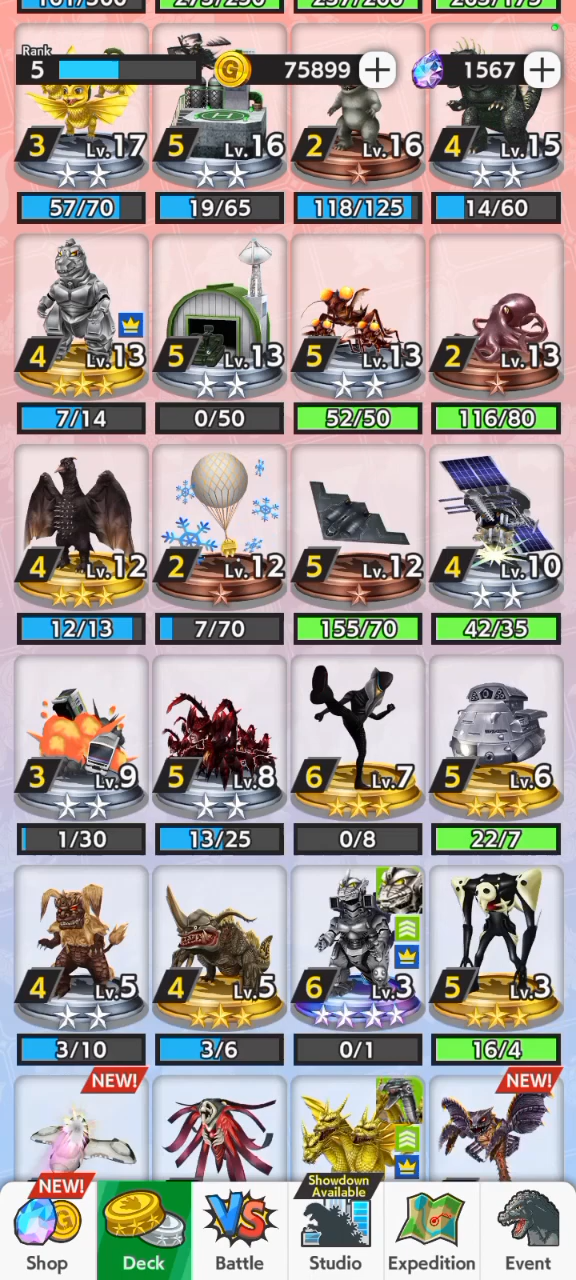 Rank
5
G
75899
1567
3 Lv.17 5 Lv.16 2 Lv.16 4 Lv.15
57/70 19/65 118/125 14/60
H
4 Lv.13 5 Lv.13 5 Lv.13 2 Lv.13
7/14 0/50 52/50 116/80
4 Lv.12 2 Lv.12 5 Lv.12 4 Lv.10
12/13 7/70 155/70 42/35
3 Lv.9 5 Lv.8 6 Lv.7 5 Lv.6
1/30 13/25 0/8 22/7
4 Lv.5 4 Lv.5 6 Lv.3 5 Lv.3
3/10 3/6 0/1 16/4
NEW! NEW!
NEW!
Showdown
Available
G
VS
Shop Deck Battle Studio Expedition Event